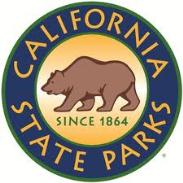 CALIFORNIA
SINCE 1864
STATE PARKS
®